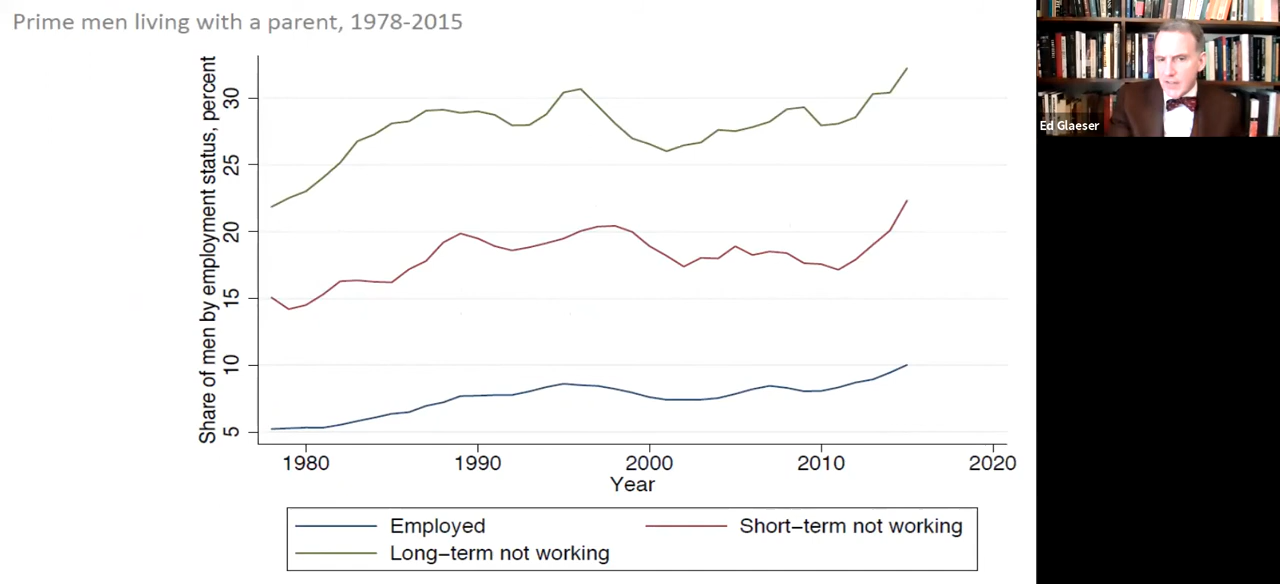 Prime men living with a parent, 1978-2015
Ed Glaeser
Share of men by employment status, percent
30
25
20
15
10
5
1980 1990 2000 2010 2020
Year
Employed Short–term not working
Long–term not working